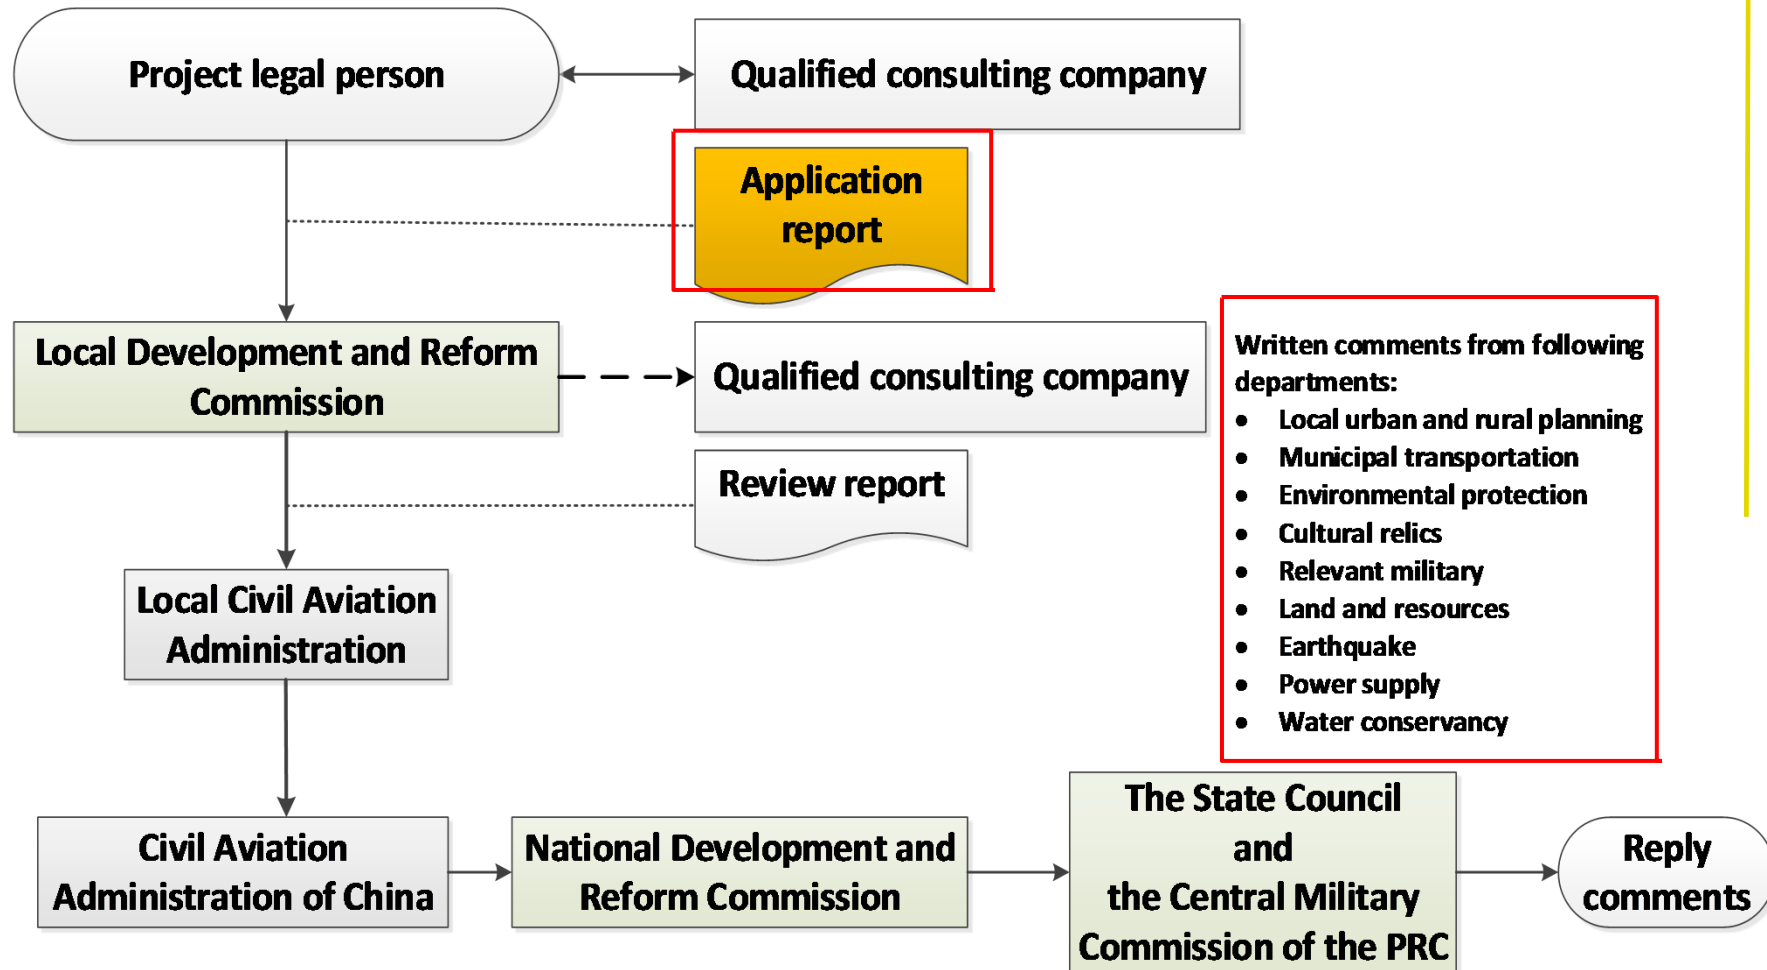 Project legal person
Qualified consulting company
Application
report
Local Development and Reform
Commission
Qualified consulting company
Written comments from following
departments:
• Local urban and rural planning
• Municipal transportation
• Environmental protection
• Cultural relics
• Relevant military
• Land and resources
• Earthquake
• Power supply
• Water conservancy
Review report
Local Civil Aviation
Administration
Civil Aviation
Administration of China
National Development and
Reform Commission
The State Council
and
the Central Military
Commission of the PRC
Reply
comments